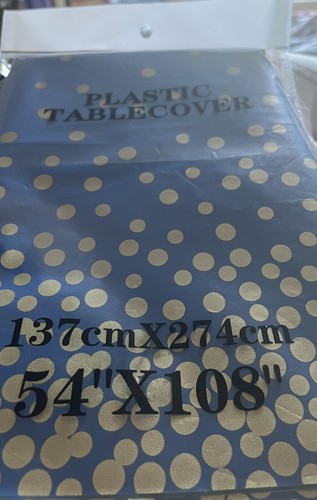 PLASTIC
TABLECOVER
137cmX274cm
54"X108"